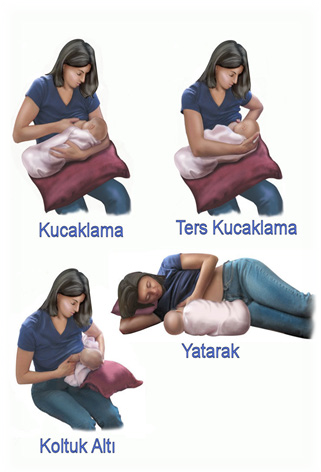 Kucaklama
Ters Kucaklama
Yatarak
Koltuk Altı